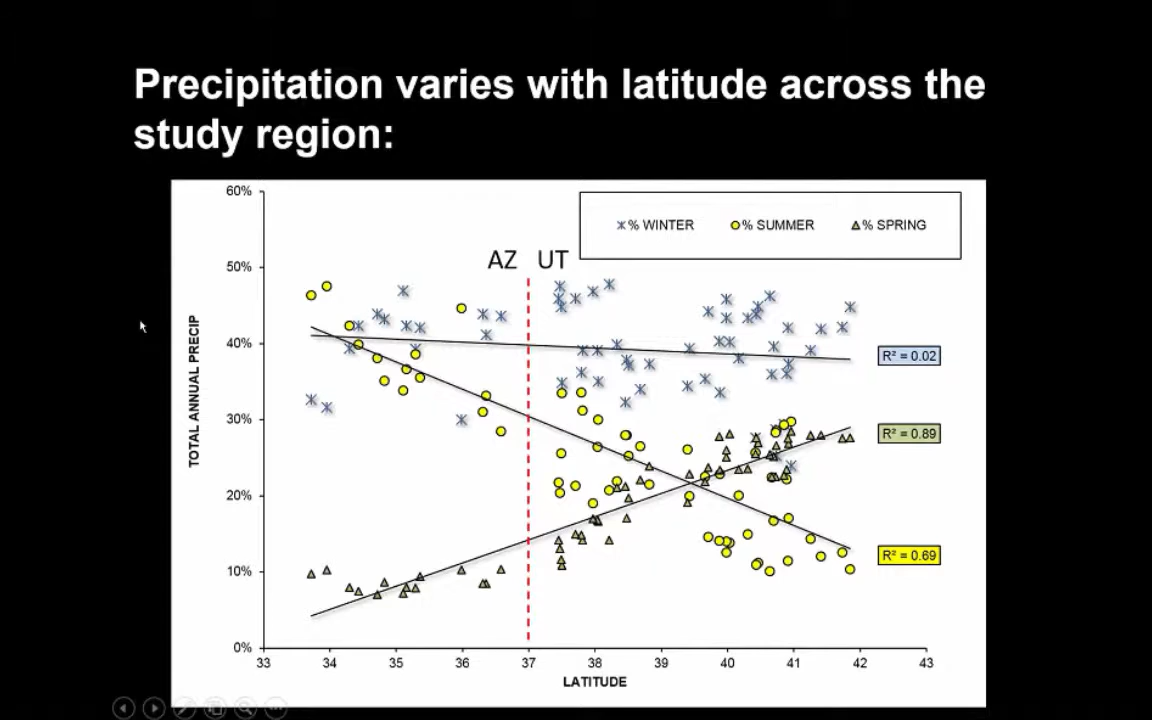 Precipitation varies with latitude across the
study region:
60%
50%
40%
30%
20%
10%
0%
TOTAL ANNUAL PRECIP
% WINTER % SUMMER % SPRING
AZ UT
R² = 0.02
R² = 0.89
R² = 0.69
33 34 35 36 37 38 39 40 41 42 43
LATITUDE